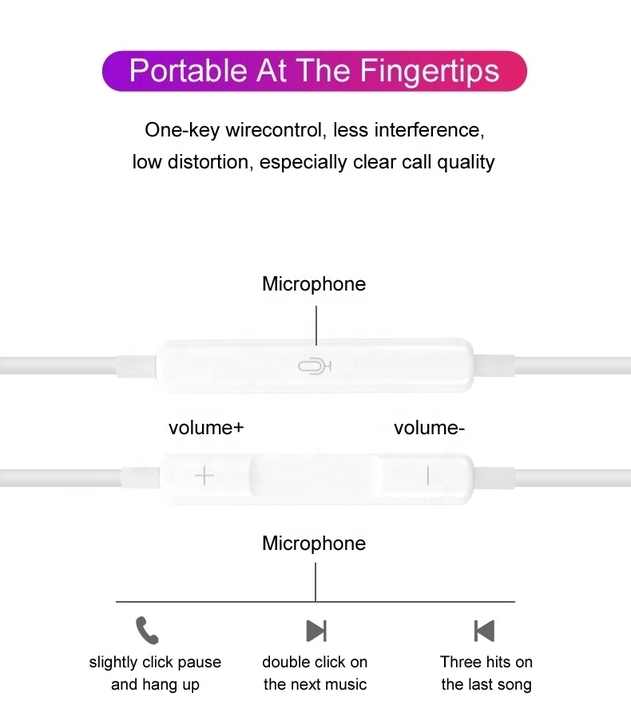 Portable At The Fingertips
One-key wirecontrol, less interference,
low distortion, especially clear call quality
Microphone
volume+ volume-
Microphone
slightly click pause
and hang up
double click on
the next music
Three hits on
the last song